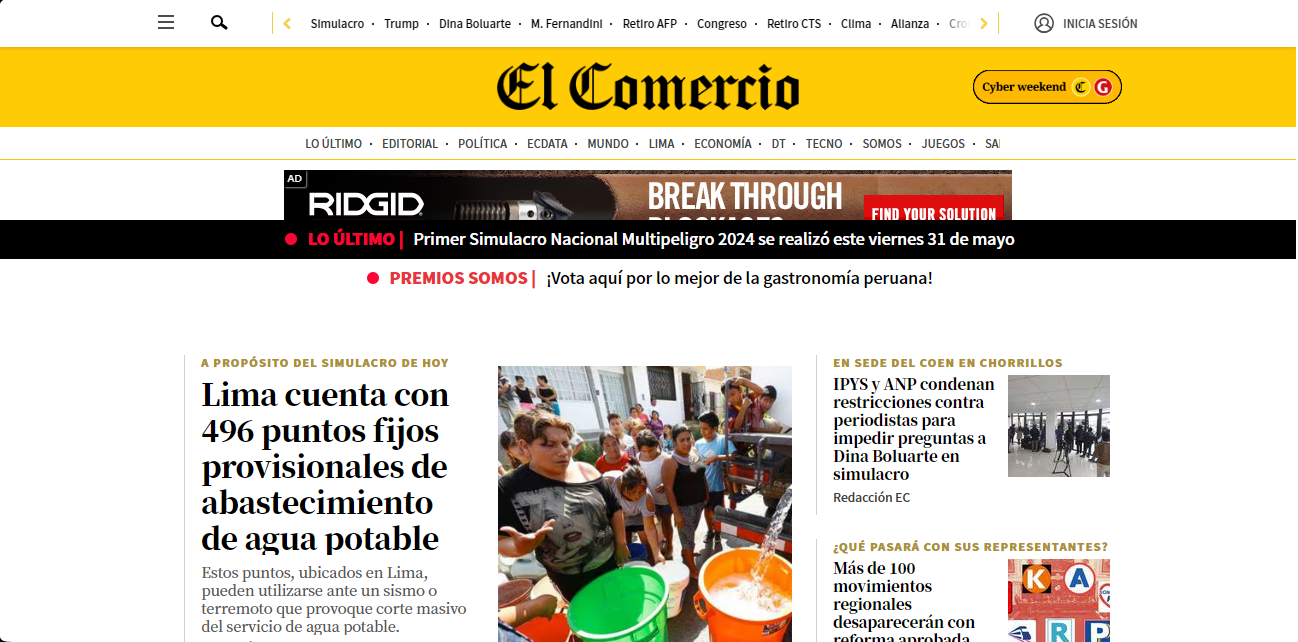 Simulacro · Trump · Dina Boluarte · M. Fernandini · Retiro AFP · Congreso · Retiro CTS · Clima · Alianza ·
INICIA SESIÓN
El Comercio
Cyber weekend
G
LO ÚLTIMO · EDITORIAL · POLÍTICA · ECDATA · MUNDO · LIMA · ECONOMÍA · DT · TECNO · SOMOS · JUEGOS ·
AD
RIDGID
BREAK THROUGH
FIND YOUR SOLUTION
LO ÚLTIMO | Primer Simulacro Nacional Multipeligro 2024 se realizó este viernes 31 de mayo
PREMIOS SOMOS | ¡Vota aquí por lo mejor de la gastronomía peruana!
A PROPÓSITO DEL SIMULACRO DE HOY
Lima cuenta con
496 puntos fijos
provisionales de
abastecimiento
de agua potable
Estos puntos, ubicados en Lima,
pueden utilizarse ante un sismo o
terremoto que provoque corte masivo
del servicio de agua potable.
EN SEDE DEL COEN EN CHORRILLOS
IPYS y ANP condenan
restricciones contra
periodistas para
impedir preguntas a
Dina Boluarte en
simulacro
Redacción EC
¿QUÉ PASARÁ CON SUS REPRESENTANTES?
Más de 100
movimientos
regionales
desaparecerán con
reforma aprobada
K A
R P